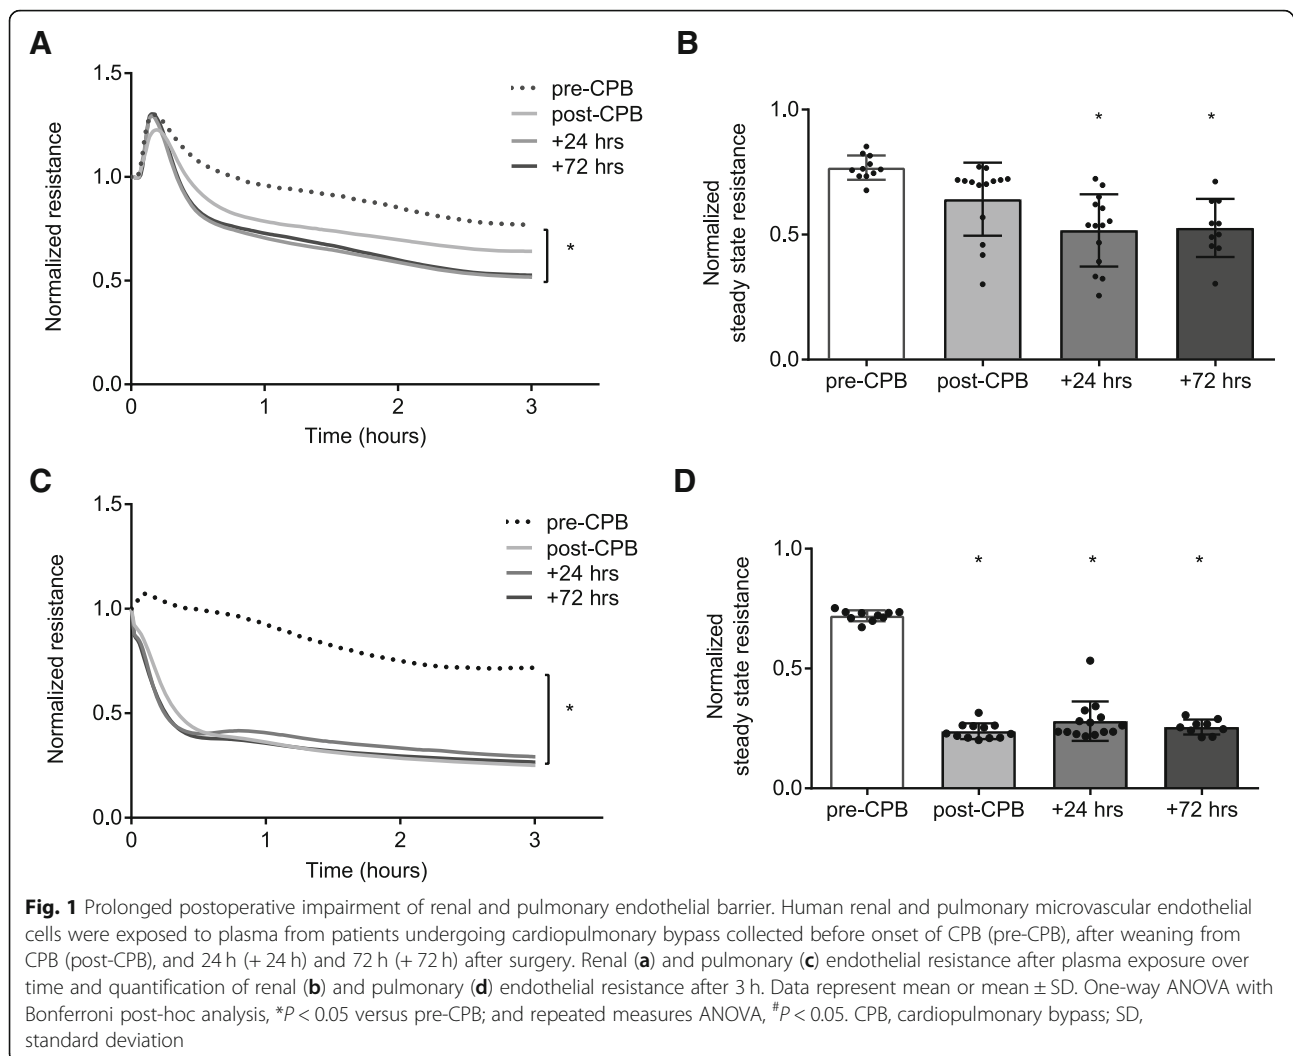 A
Normalized resistance
1.5
1.0
0.5
0.0
0
1
2
3
Time (hours)
pre-CPB
post-CPB
+24 hrs
+72 hrs
*
B
Normalized
steady state resistance
1.0
0.5
0.0
*
*
pre-CPB
post-CPB
+24 hrs
+72 hrs
C
Normalized resistance
1.5
1.0
0.5
0.0
0
1
2
3
Time (hours)
pre-CPB
post-CPB
+24 hrs
+72 hrs
*
D
Normalized
steady state resistance
1.0
0.5
0.0
*
*
*
pre-CPB
post-CPB
+24 hrs
+72 hrs
Fig. 1 Prolonged postoperative impairment of renal and pulmonary endothelial barrier. Human renal and pulmonary microvascular endothelial
cells were exposed to plasma from patients undergoing cardiopulmonary bypass collected before onset of CPB (pre-CPB), after weaning from
CPB (post-CPB), and 24 h (+ 24 h) and 72 h (+ 72 h) after surgery. Renal (a) and pulmonary (c) endothelial resistance after plasma exposure over
time and quantification of renal (b) and pulmonary (d) endothelial resistance after 3 h. Data represent mean or mean ± SD. One-way ANOVA with
Bonferroni post-hoc analysis, *P < 0.05 versus pre-CPB; and repeated measures ANOVA, #P < 0.05. CPB, cardiopulmonary bypass; SD,
standard deviation